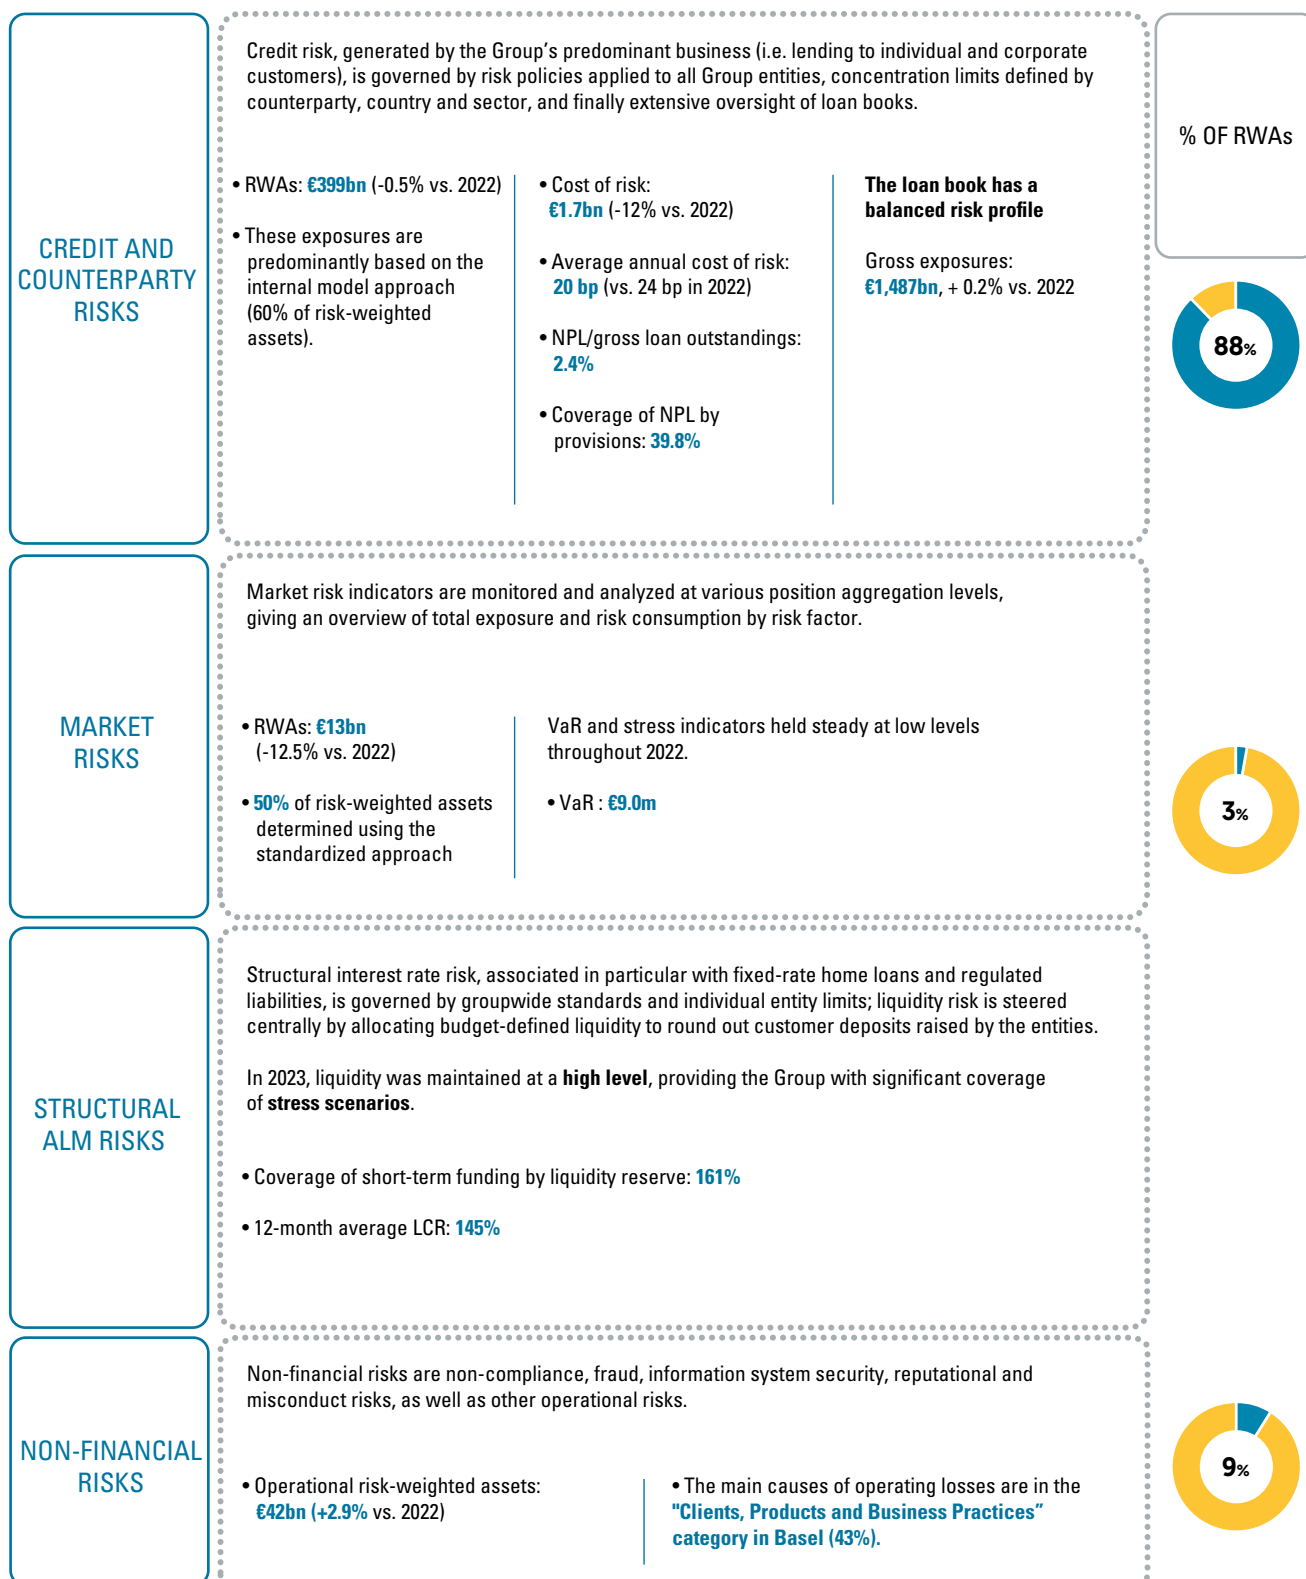 CREDIT AND
COUNTERPARTY
RISKS
Credit risk, generated by the Group's predominant business (i.e. lending to individual and corporate
customers), is governed by risk policies applied to all Group entities, concentration limits defined by
counterparty, country and sector, and finally extensive oversight of loan books.
• RWAs: €399bn (-0.5% vs. 2022)
• These exposures are
predominantly based on the
internal model approach
(60% of risk-weighted
assets).
• Cost of risk:
€1.7bn (-12% vs. 2022)
• Average annual cost of risk:
20 bp (vs. 24 bp in 2022)
• NPL/gross loan outstandings:
2.4%
• Coverage of NPL by
provisions: 39.8%
The loan book has a
balanced risk profile
Gross exposures:
€1,487bn, + 0.2% vs. 2022
% OF RWAs
88%
MARKET
RISKS
Market risk indicators are monitored and analyzed at various position aggregation levels,
giving an overview of total exposure and risk consumption by risk factor.
• RWAs: €13bn
(-12.5% vs. 2022)
• 50% of risk-weighted assets
determined using the
standardized approach
VaR and stress indicators held steady at low levels
throughout 2022.
• VaR : €9.0m
3%
STRUCTURAL
ALM RISKS
Structural interest rate risk, associated in particular with fixed-rate home loans and regulated
liabilities, is governed by groupwide standards and individual entity limits; liquidity risk is steered
centrally by allocating budget-defined liquidity to round out customer deposits raised by the entities.
In 2023, liquidity was maintained at a high level, providing the Group with significant coverage
of stress scenarios.
• Coverage of short-term funding by liquidity reserve: 161%
• 12-month average LCR: 145%
NON-FINANCIAL
RISKS
Non-financial risks are non-compliance, fraud, information system security, reputational and
misconduct risks, as well as other operational risks.
• Operational risk-weighted assets:
€42bn (+2.9% vs. 2022)
• The main causes of operating losses are in the
"Clients, Products and Business Practices”
category in Basel (43%).
9%